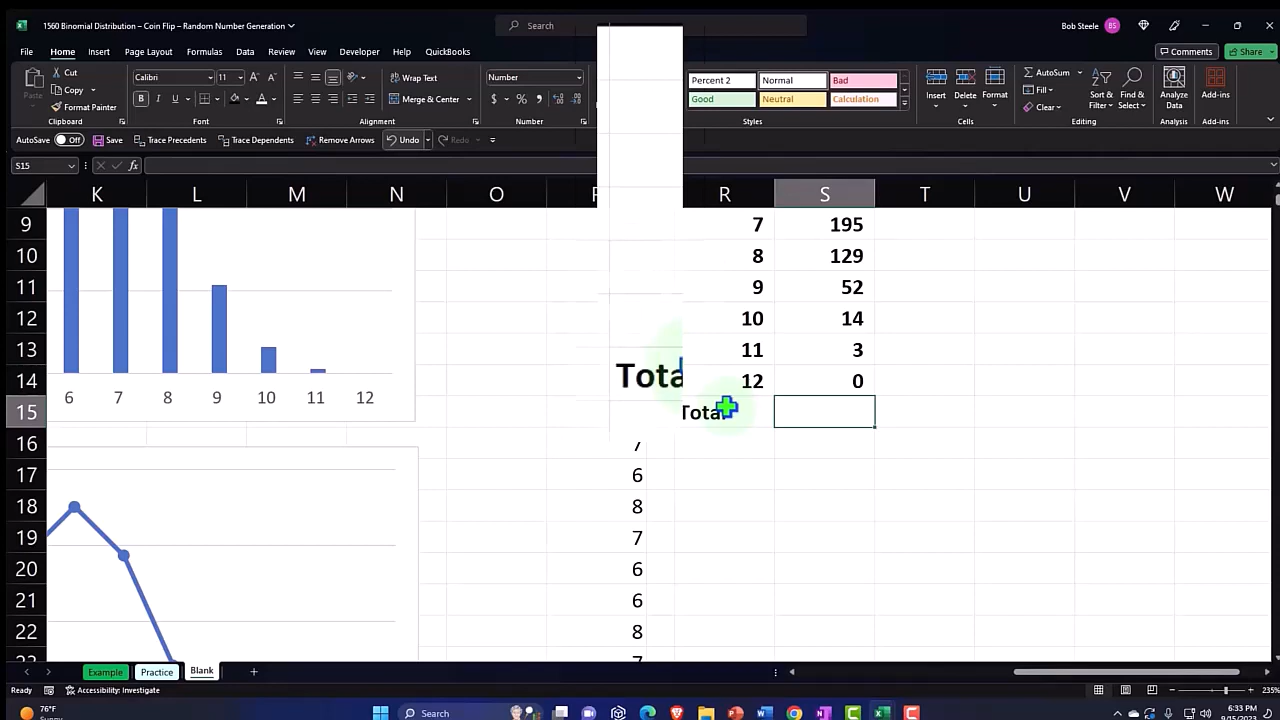 1560 Binomial Distribution – Coin Flip – Random Number Generation
Search
Bob Steele BS
File Home Insert Page Layout Formulas Data Review View Developer Help QuickBooks
Comments Share
Paste Cut Copy Format Painter
Clipboard
Calibri 11
B
Font
Wrap Text
Merge & Center
Alignment
Number
$ %
Number
Percent 2 Normal Bad
Good Neutral Calculation
Styles
Insert Delete Format
Cells
AutoSum
Fill
Clear
Sort & Filter Find & Select
Editing
Analyze Data
Analysis
Add-ins
Add-ins
AutoSave Off Save Trace Precedents Trace Dependents Remove Arrows Undo Redo
S15 fx
K L M N O R S T U V W
9 7 195
10 8 129
11 9 52
12 10 14
13 11 3
14 12 0
6 7 8 9 10 11 12
Tota
15 Total
16 7
17 6
18 8
19 7
20 6
21 6
22 8
Example Practice Blank
Ready Accessibility: Investigate 235%
76°F
Sunny
Search
6:33 PM
9/15/2023